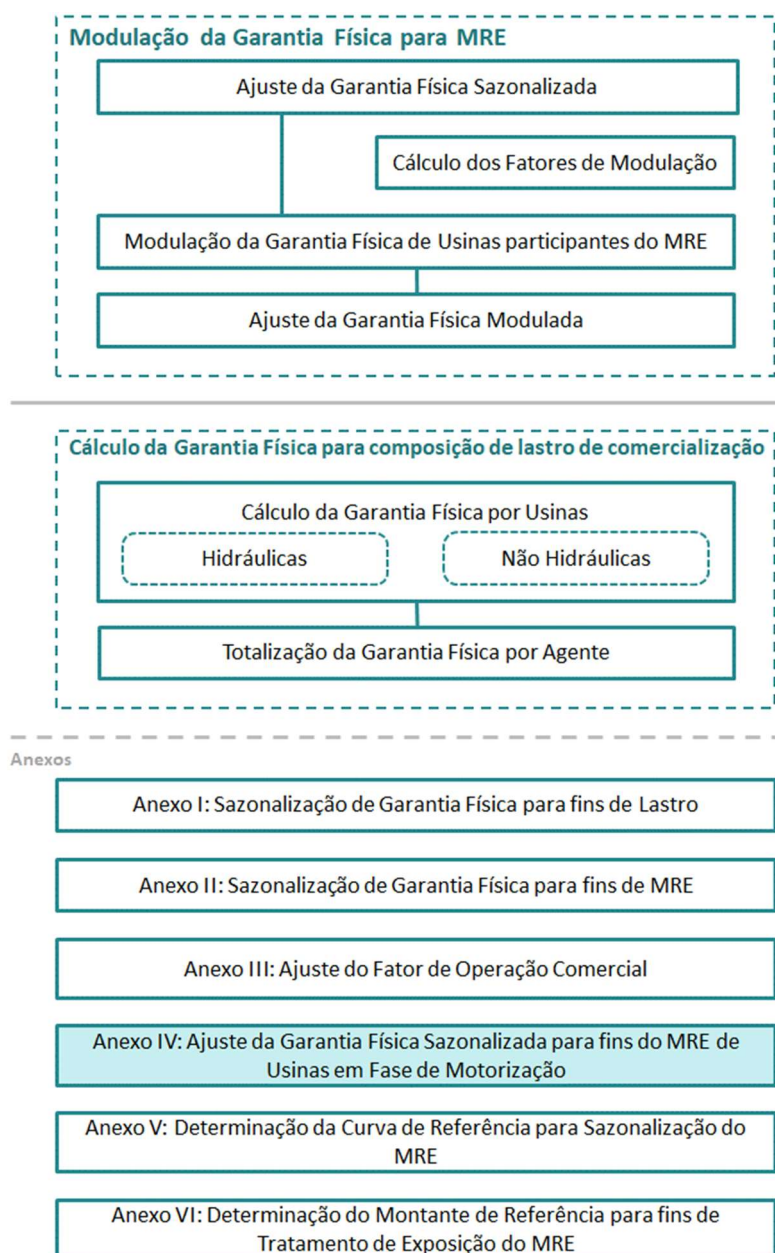 Modulação da Garantia Física para MRE
Ajuste da Garantia Física Sazonalizada
Cálculo dos Fatores de Modulação
Modulação da Garantia Física de Usinas participantes do MRE
Ajuste da Garantia Física Modulada
Cálculo da Garantia Física para composição de lastro de comercialização
Cálculo da Garantia Física por Usinas
Hidráulicas
Não Hidráulicas
Totalização da Garantia Física por Agente
Anexos
Anexo I: Sazonalização de Garantia Física para fins de Lastro
Anexo II: Sazonalização de Garantia Física para fins de MRE
Anexo III: Ajuste do Fator de Operação Comercial
Anexo IV: Ajuste da Garantia Física Sazonalizada para fins do MRE de
Usinas em Fase de Motorização
Anexo V: Determinação da Curva de Referência para Sazonalização do
MRE
Anexo VI: Determinação do Montante de Referência para fins de
Tratamento de Exposição do MRE